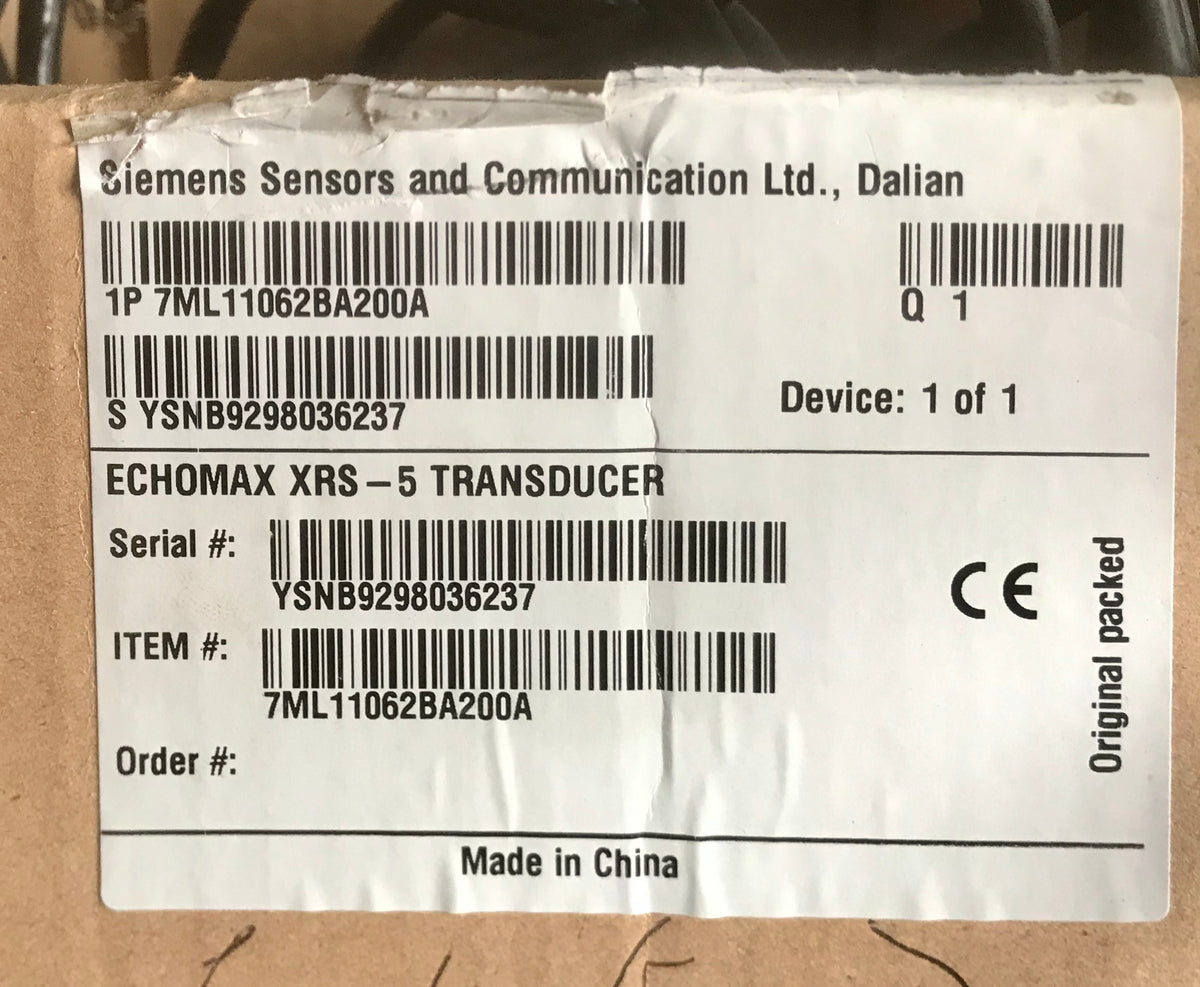 Siemens Sensors and Communication Ltd., Dalian
1P 7ML11062BA200A
Q 1
S YSNB9298036237
Device: 1 of 1
ECHOMAX XRS-5 TRANSDUCER
Serial #:
YSNB9298036237
ITEM #:
7ML11062BA200A
CE
Original packed
Order #:
Made in China